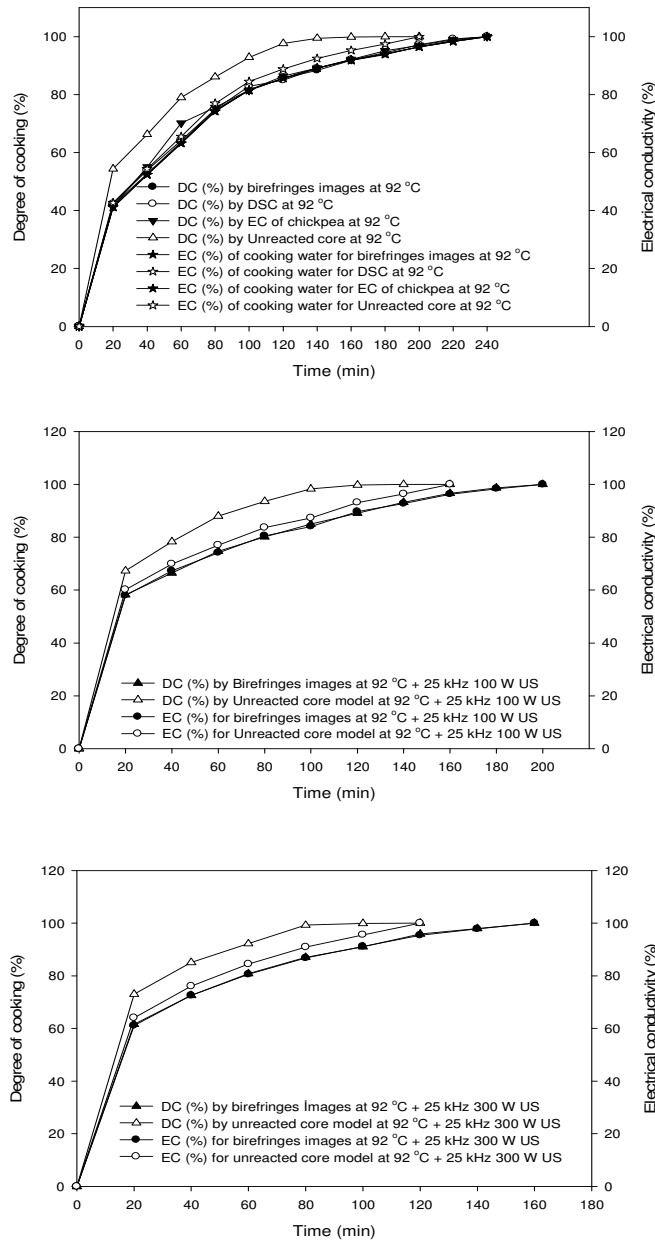 100
80
60
40
20
0
Degree of cooking (%)
Electrical conductivity (%)
100
80
60
40
20
0
DC (%) by birefringes images at 92 °C
DC (%) by DSC at 92 °C
DC (%) by EC of chickpea at 92 °C
DC (%) by Unreacted core at 92 °C
EC (%) of cooking water for birefringes images at 92 °C
EC (%) of cooking water for DSC at 92 °C
EC (%) of cooking water for EC of chickpea at 92 °C
EC (%) of cooking water for Unreacted core at 92 °C
0 20 40 60 80 100 120 140 160 180 200 220 240
Time (min)
120
100
80
60
40
20
0
Degree of cooking (%)
Electrical conductivity (%)
120
100
80
60
40
20
0
DC (%) by Birefringes images at 92 °C + 25 kHz 100 W US
DC (%) by Unreacted core model at 92 °C + 25 kHz 100 W US
EC (%) for birefringes images at 92 °C + 25 kHz 100 W US
EC (%) for Unreacted core model at 92 °C + 25 kHz 100 W US
0 20 40 60 80 100 120 140 160 180 200
Time (min)
120
100
80
60
40
20
0
Degree of cooking (%)
Electrical conductivity (%)
120
100
80
60
40
20
0
DC (%) by birefringes İmages at 92 °C + 25 kHz 300 W US
DC (%) by unreacted core model at 92 °C + 25 kHz 300 W US
EC (%) for birefringes images at 92 °C + 25 kHz 300 W US
EC (%) for unreacted core model at 92 °C + 25 kHz 300 W US
0 20 40 60 80 100 120 140 160 180
Time (min)